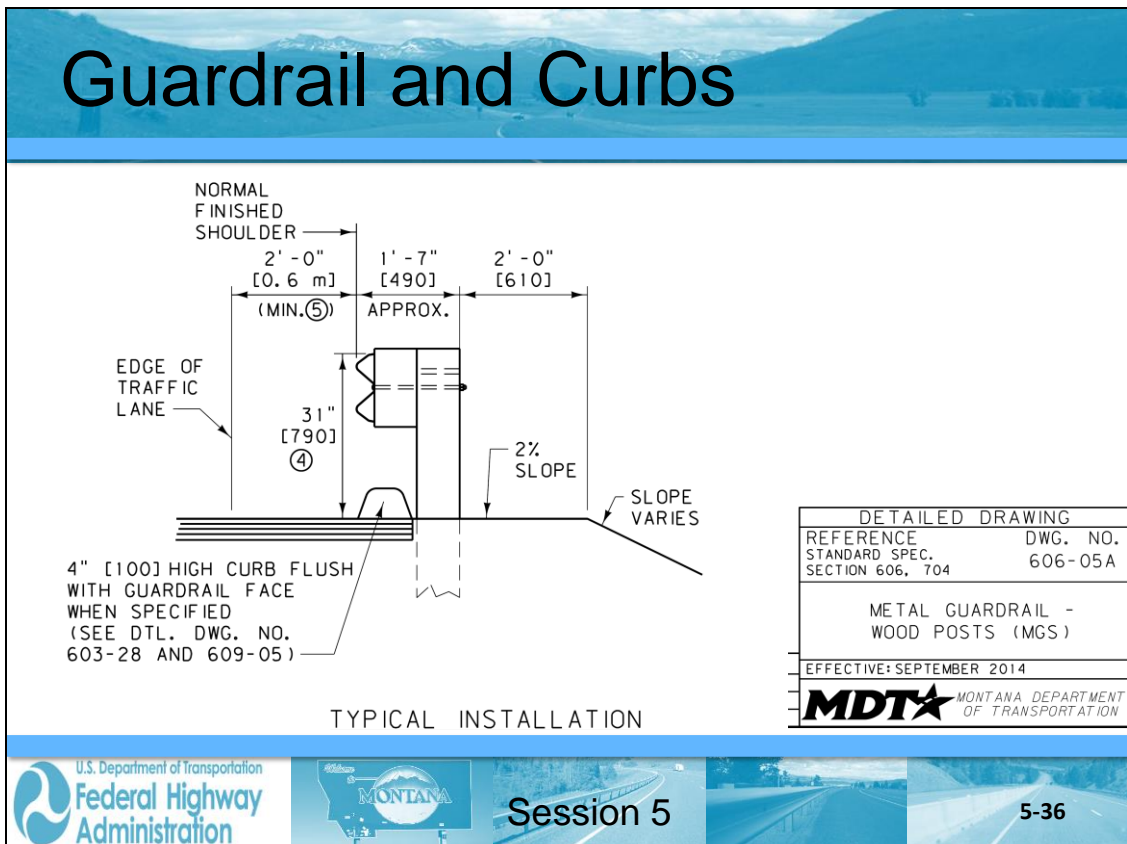 Guardrail and Curbs
NORMAL
FINISHED
SHOULDER
2'-0"
[0.6 m]
(MIN.⑤)
1'-7"
[490]
APPROX.
2'-0"
[610]
EDGE OF
TRAFFIC
LANE
31"
[790]
④
2%
SLOPE
SLOPE
VARIES
4" [100] HIGH CURB FLUSH
WITH GUARDRAIL FACE
WHEN SPECIFIED
(SEE DTL. DWG. NO.
603-28 AND 609-05)
TYPICAL INSTALLATION
DETAILED DRAWING
REFERENCE
STANDARD SPEC.
SECTION 606, 704
DWG. NO.
606-05A
METAL GUARDRAIL -
WOOD POSTS (MGS)
EFFECTIVE: SEPTEMBER 2014
MDT
MONTANA DEPARTMENT
OF TRANSPORTATION
U.S. Department of Transportation
Federal Highway
Administration
Welcome
MONTANA
Session 5
5-36